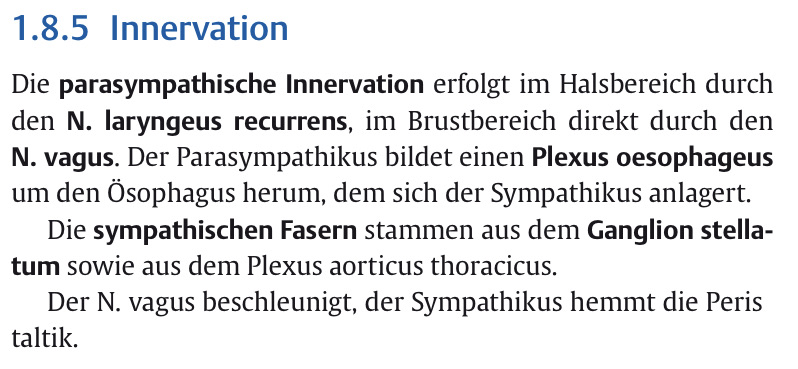 1.8.5 Innervation
Die parasympathische Innervation erfolgt im Halsbereich durch
den N. laryngeus recurrens, im Brustbereich direkt durch den
N. vagus. Der Parasympathikus bildet einen Plexus oesophageus
um den Ösophagus herum, dem sich der Sympathikus anlagert.
Die sympathischen Fasern stammen aus dem Ganglion stella-
tum sowie aus dem Plexus aorticus thoracicus.
Der N. vagus beschleunigt, der Sympathikus hemmt die Peris
taltik.